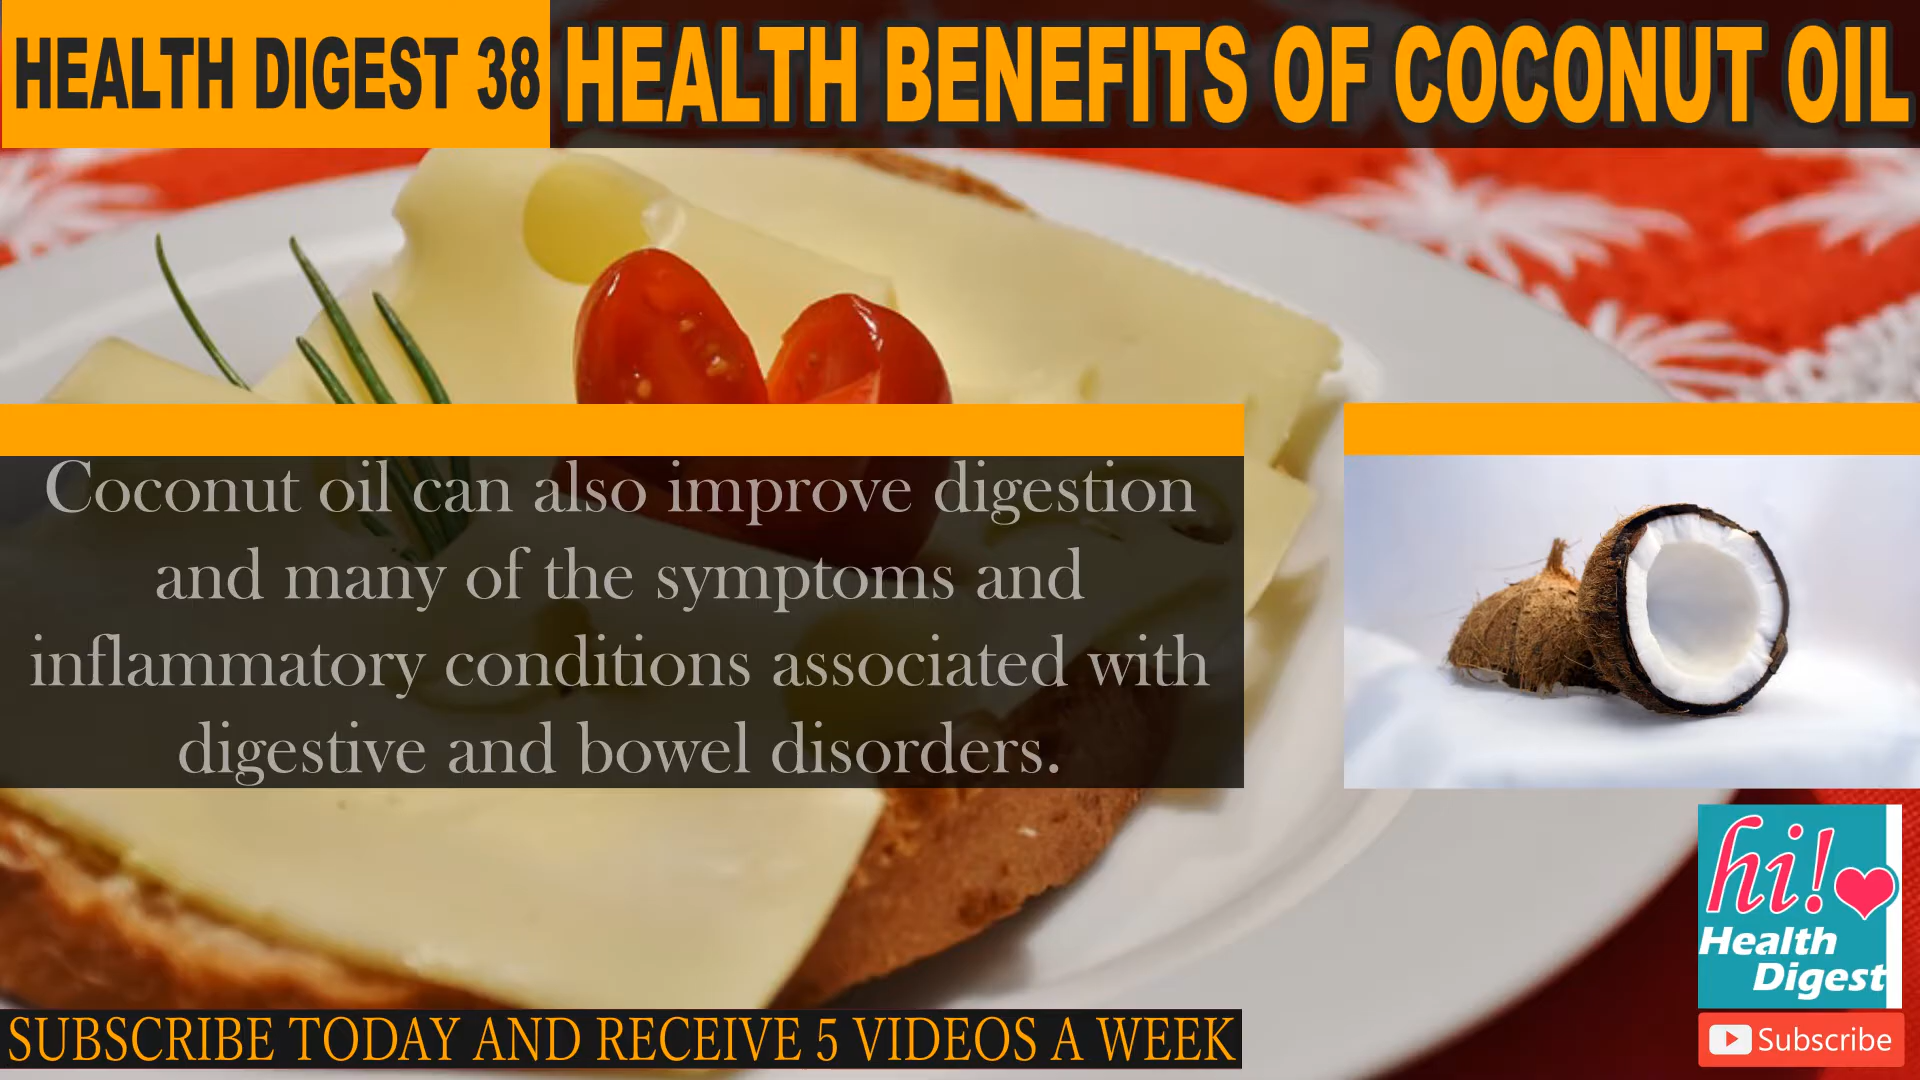 HEALTH DIGEST 38
HEALTH BENEFITS OF COCONUT OIL
Coconut oil can also improve digestion
and many of the symptoms and
inflammatory conditions associated with
digestive and bowel disorders.
hi!
Health
Digest
SUBSCRIBE TODAY AND RECEIVE 5 VIDEOS A WEEK
Subscribe